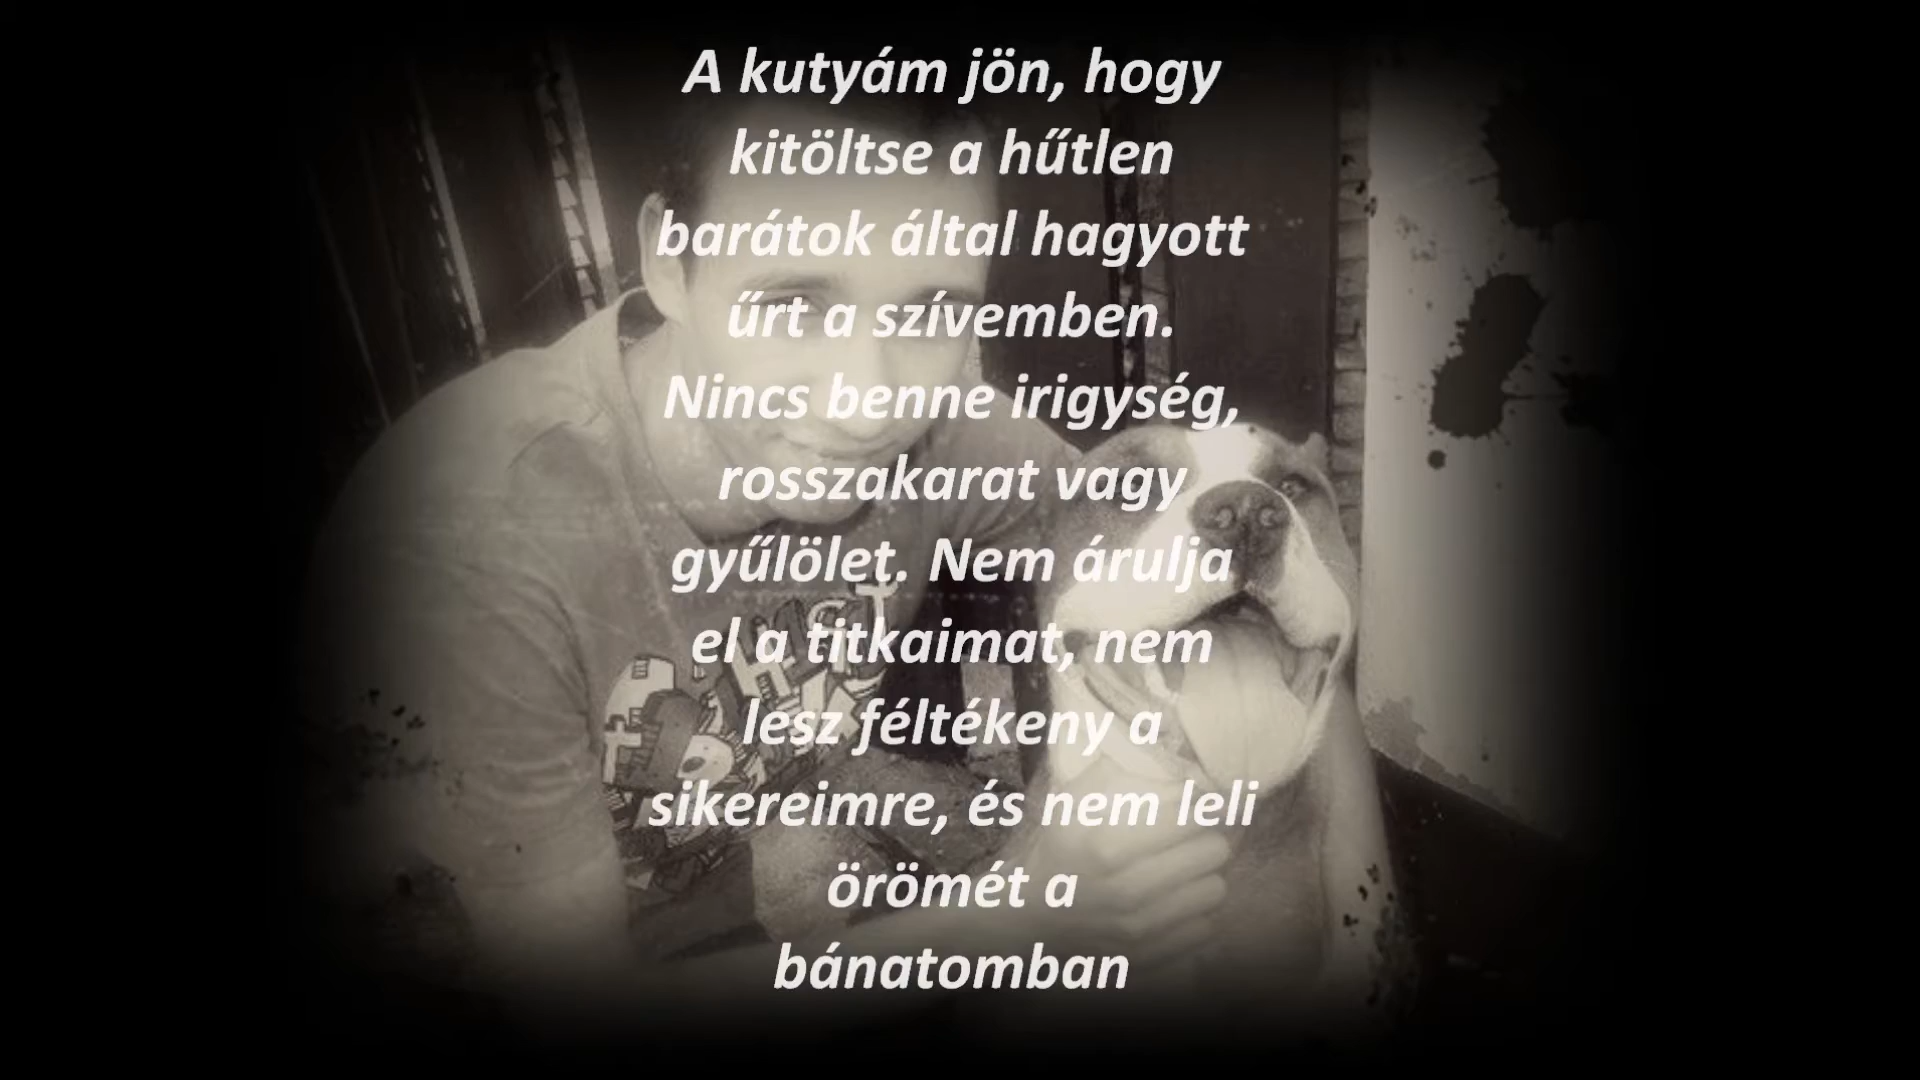 A kutyám jön, hogy
kitöltse a hűtlen
barátok által hagyott
űrt a szívemben.
Nincs benne irigység,
rosszakarat vagy
gyűlölet. Nem árulja
el a titkaimat, nem
lesz féltékeny a
sikereimre, és nem leli
örömét a
bánatomban